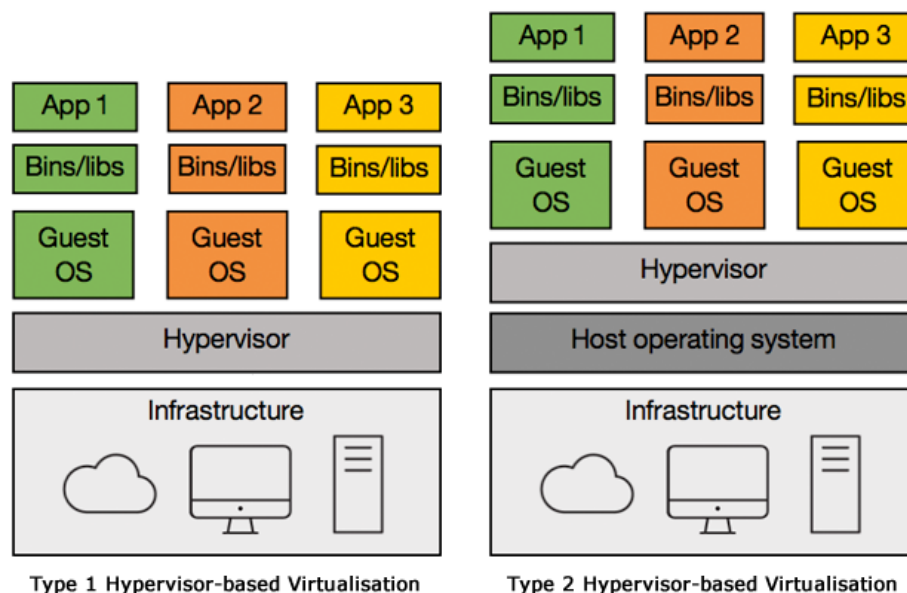 App 1
App 2
App 3
Bins/libs
Bins/libs
Bins/libs
Guest
OS
Guest
OS
Guest
OS
Hypervisor
Infrastructure
Type 1 Hypervisor-based Virtualisation
App 1
App 2
App 3
Bins/libs
Bins/libs
Bins/libs
Guest
OS
Guest
OS
Guest
OS
Hypervisor
Host operating system
Infrastructure
Type 2 Hypervisor-based Virtualisation